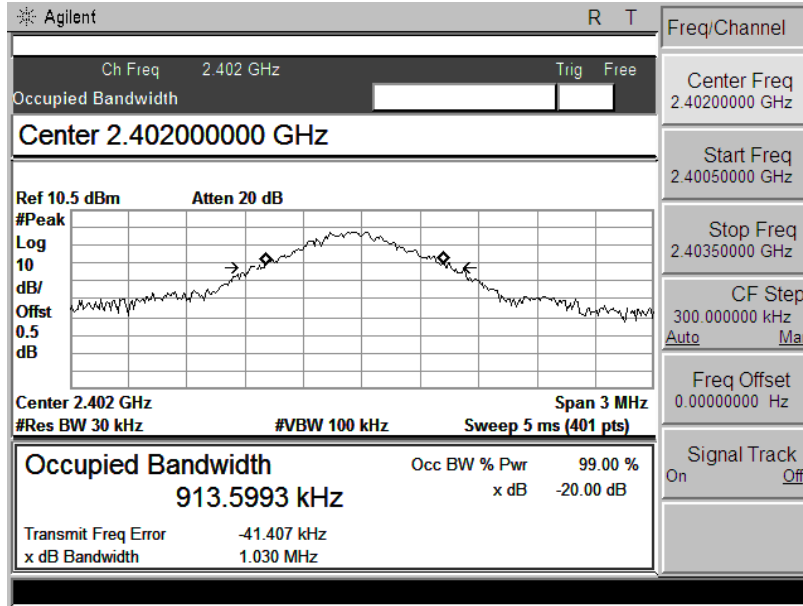 Agilent R T
Ch Freq 2.402 GHz Trig Free
Occupied Bandwidth
Center 2.402000000 GHz
Ref 10.5 dBm Atten 20 dB
#Peak
Log
10
dB/
Offst
0.5
dB
Center 2.402 GHz Span 3 MHz
#Res BW 30 kHz #VBW 100 kHz Sweep 5 ms (401 pts)
Occupied Bandwidth
913.5993 kHz
Occ BW % Pwr 99.00 %
x dB -20.00 dB
Transmit Freq Error -41.407 kHz
x dB Bandwidth 1.030 MHz
Freq/Channel
Center Freq
2.40200000 GHz
Start Freq
2.40050000 GHz
Stop Freq
2.40350000 GHz
CF Step
300.000000 kHz
Auto Ma
Freq Offset
0.00000000 Hz
Signal Track
On Off